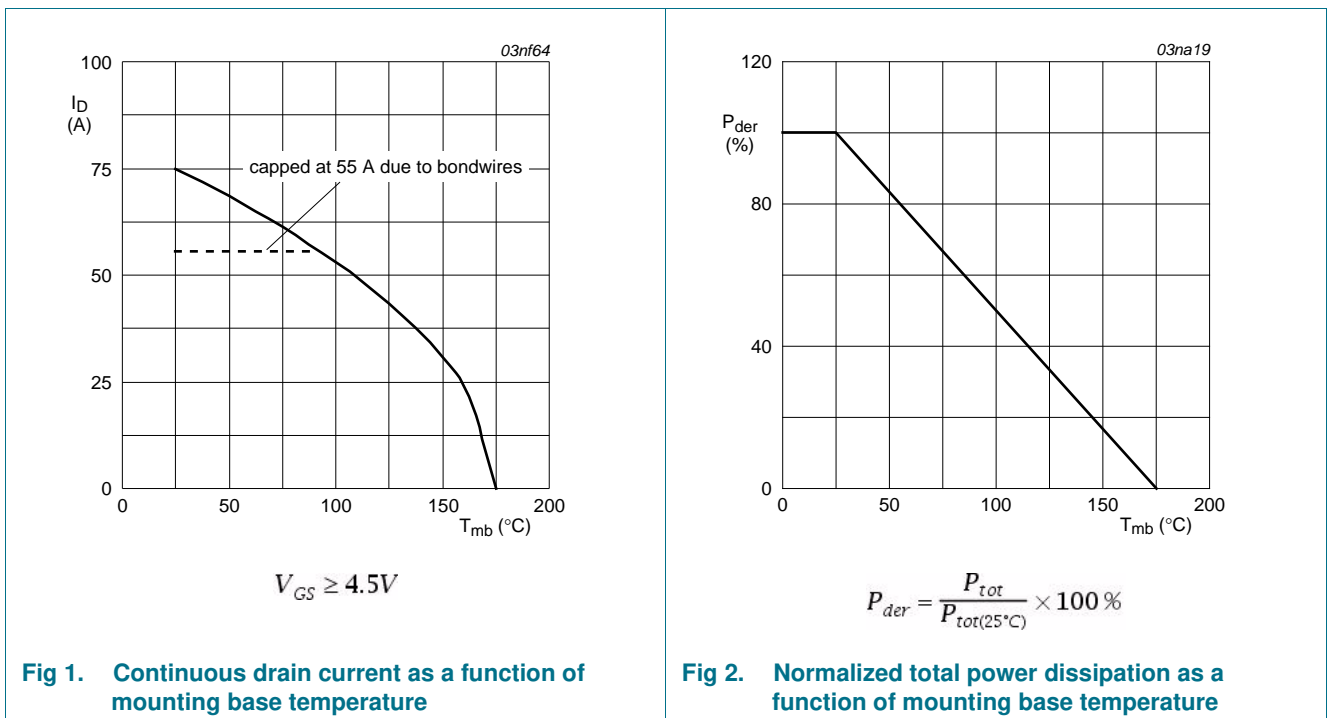 03nf64
100
I_D
(A)
75
50
25
0
capped at 55 A due to bondwires
0 50 100 150 200
T_mb (°C)
V_GS ≥ 4.5V
Fig 1. Continuous drain current as a function of
mounting base temperature
03na19
120
P_der
(%)
80
40
0
0 50 100 150 200
T_mb (°C)
P_der = P_tot / P_tot(25°C) × 100 %
Fig 2. Normalized total power dissipation as a
function of mounting base temperature